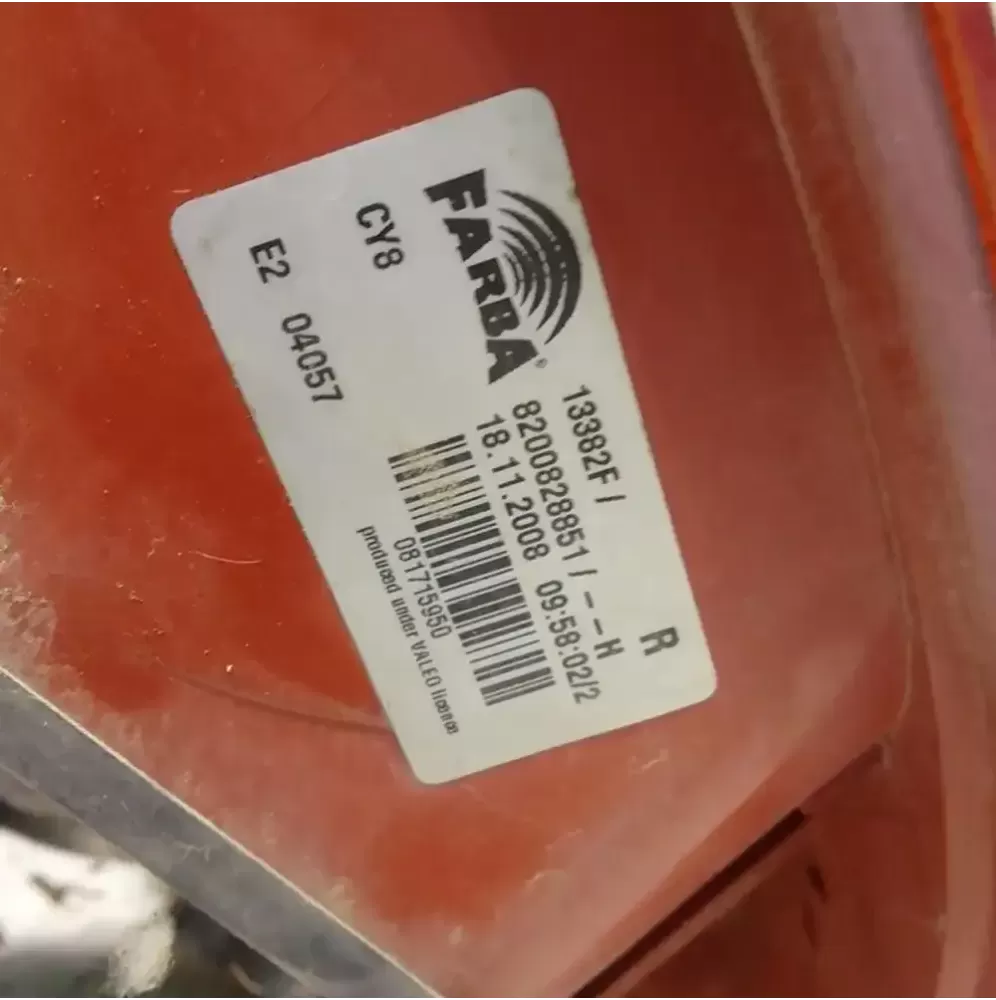 FARBA®
13382F / R
8200828851 / - - H
18.11.2008 09:58:02/2
CY8
081715950
produced under VALEO licence
E2 04057